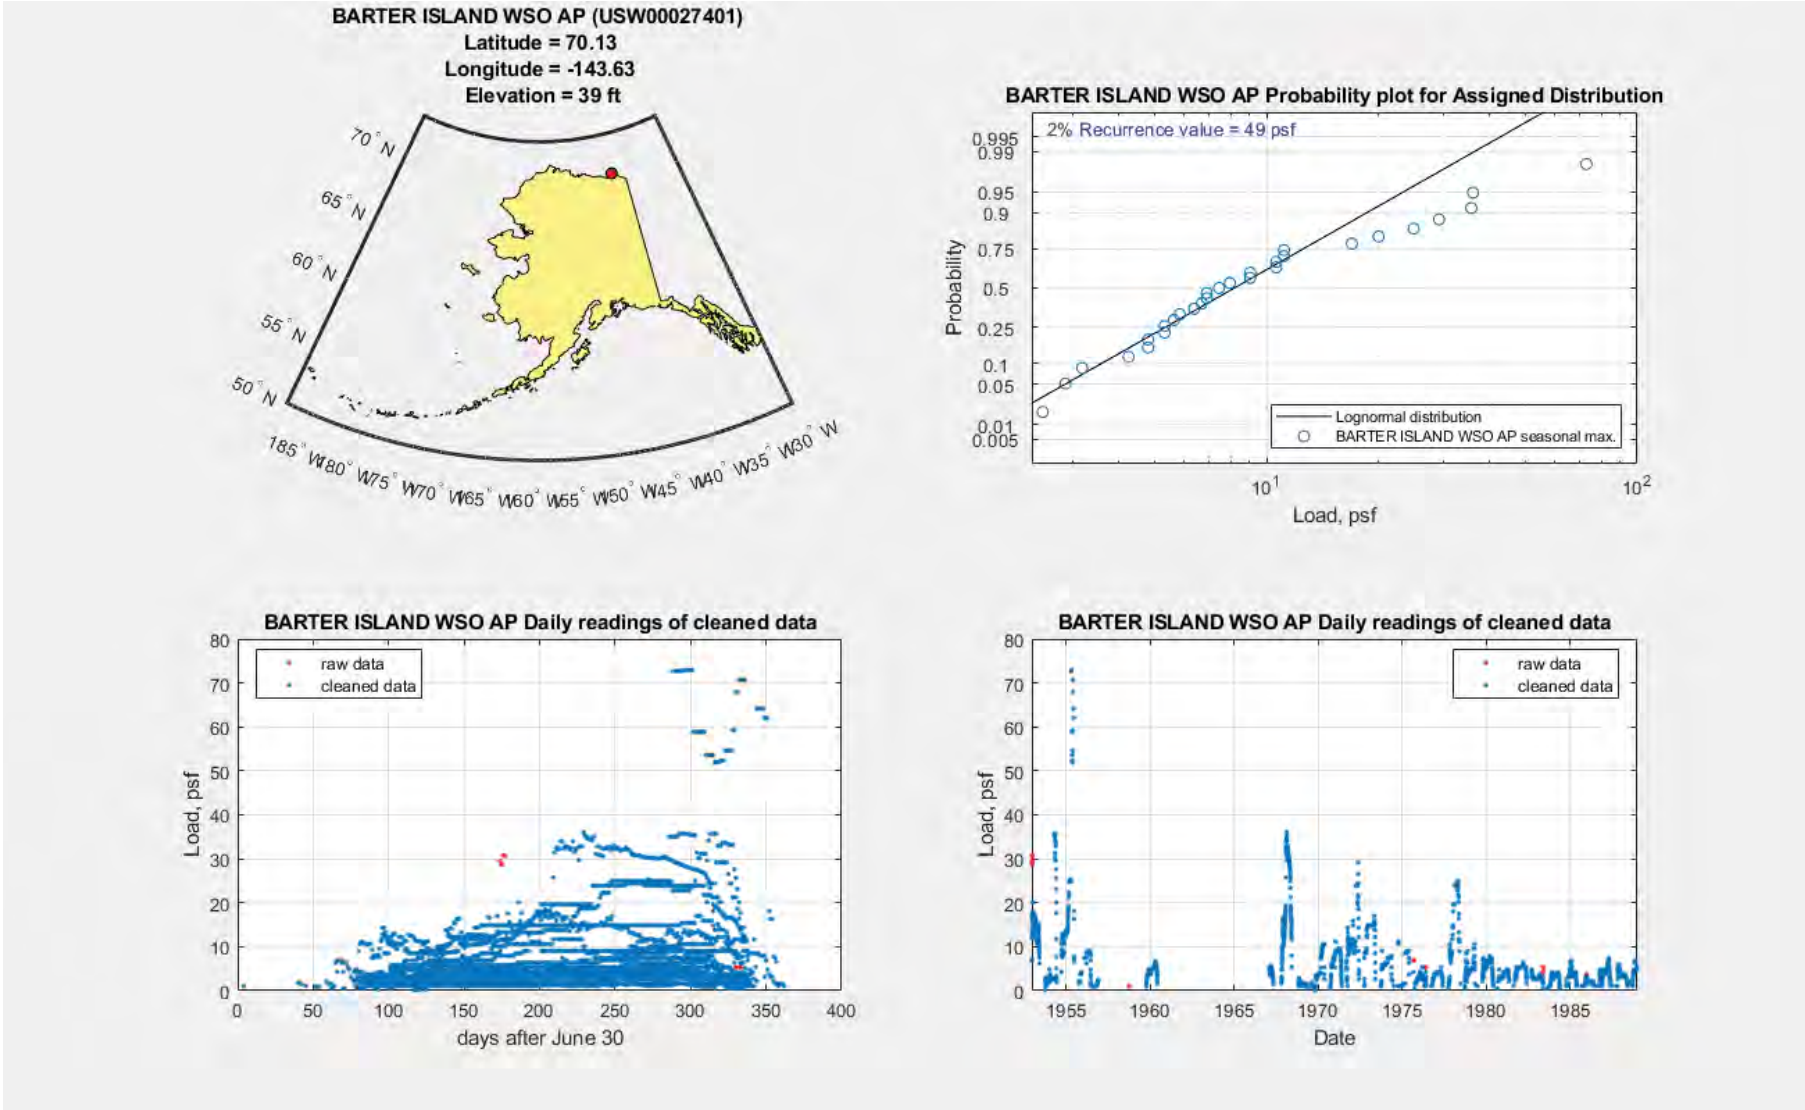 BARTER ISLAND WSO AP (USW00027401)
Latitude = 70.13
Longitude = -143.63
Elevation = 39 ft
70° N
65° N
60° N
55° N
50° N
185° W
180° W
175° W
170° W
165° W
160° W
155° W
150° W
145° W
140° W
135° W
130° W
BARTER ISLAND WSO AP Probability plot for Assigned Distribution
2% Recurrence value = 49 psf
0.995
0.99
0.95
0.9
0.75
0.5
0.25
0.1
0.05
0.01
0.005
Probability
Lognormal distribution
BARTER ISLAND WSO AP seasonal max.
10^1
10^2
Load, psf
BARTER ISLAND WSO AP Daily readings of cleaned data
raw data
cleaned data
80
70
60
50
40
30
20
10
0
Load, psf
0 50 100 150 200 250 300 350 400
days after June 30
BARTER ISLAND WSO AP Daily readings of cleaned data
raw data
cleaned data
80
70
60
50
40
30
20
10
0
Load, psf
1955 1960 1965 1970 1975 1980 1985
Date